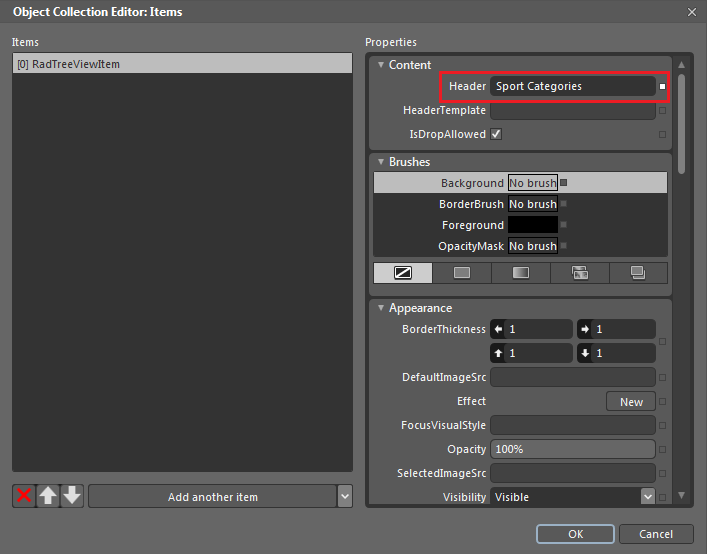 Object Collection Editor: Items
Items
Properties
[0] RadTreeViewItem
Content
Header Sport Categories
HeaderTemplate
IsDropAllowed
Brushes
Background No brush
BorderBrush No brush
Foreground
OpacityMask No brush
Appearance
BorderThickness 1 1
1 1
DefaultImageSrc
Effect New
FocusVisualStyle
Opacity 100%
SelectedImageSrc
Visibility Visible
Add another item
OK Cancel